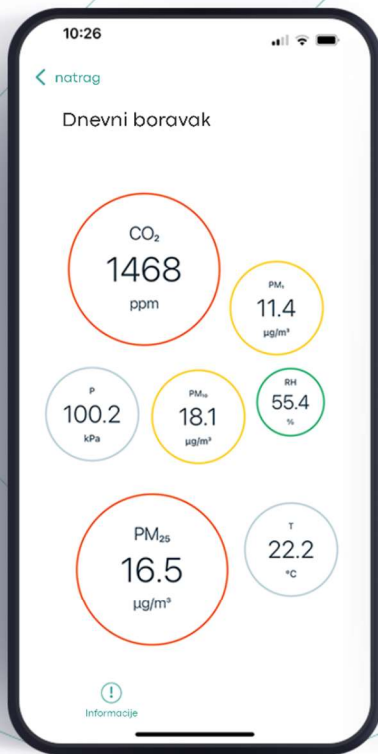 10:26
natrag
Dnevni boravak
CO₂
1468
ppm
PM₁
11.4
µg/m³
P
100.2
kPa
PM₁₀
18.1
µg/m³
RH
55.4
%
PM₂₅
16.5
µg/m³
T
22.2
°C
Informacije